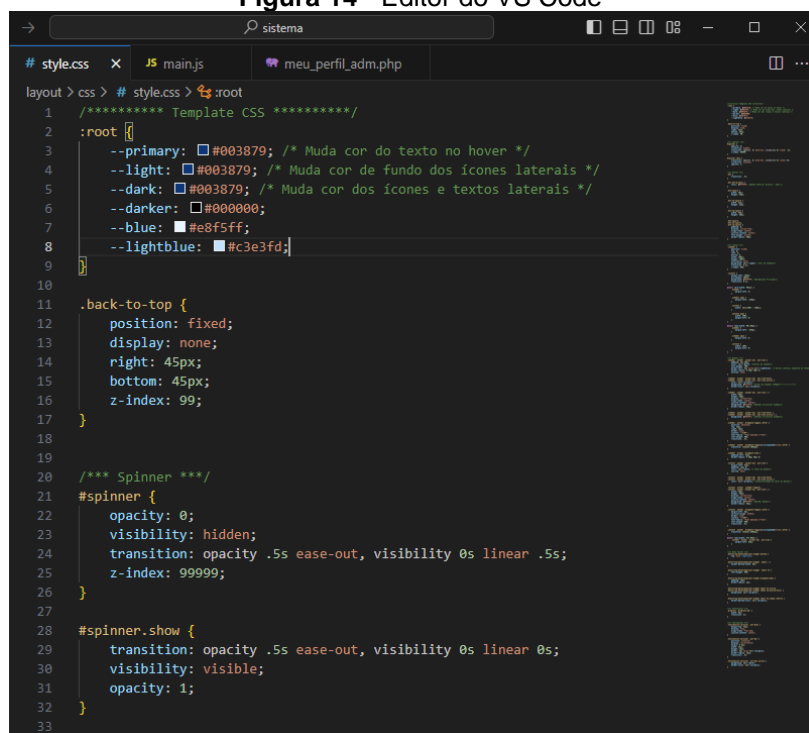 Figura 14 - Editor do VS Code
sistema
# style.css JS main.js meu_perfil_adm.php
layout > css > # style.css > :root
1 /********** Template CSS **********/
2 :root {
3 --primary: #003879; /* Muda cor do texto no hover */
4 --light: #003879; /* Muda cor de fundo dos ícones laterais */
5 --dark: #003879; /* Muda cor dos ícones e textos laterais */
6 --darker: #000000;
7 --blue: #e8f5ff;
8 --lightblue: #c3e3fd;
9 }
10
11 .back-to-top {
12 position: fixed;
13 display: none;
14 right: 45px;
15 bottom: 45px;
16 z-index: 99;
17 }
18
19
20 /*** Spinner ***/
21 #spinner {
22 opacity: 0;
23 visibility: hidden;
24 transition: opacity .5s ease-out, visibility 0s linear .5s;
25 z-index: 99999;
26 }
27
28 #spinner.show {
29 transition: opacity .5s ease-out, visibility 0s linear 0s;
30 visibility: visible;
31 opacity: 1;
32 }
33